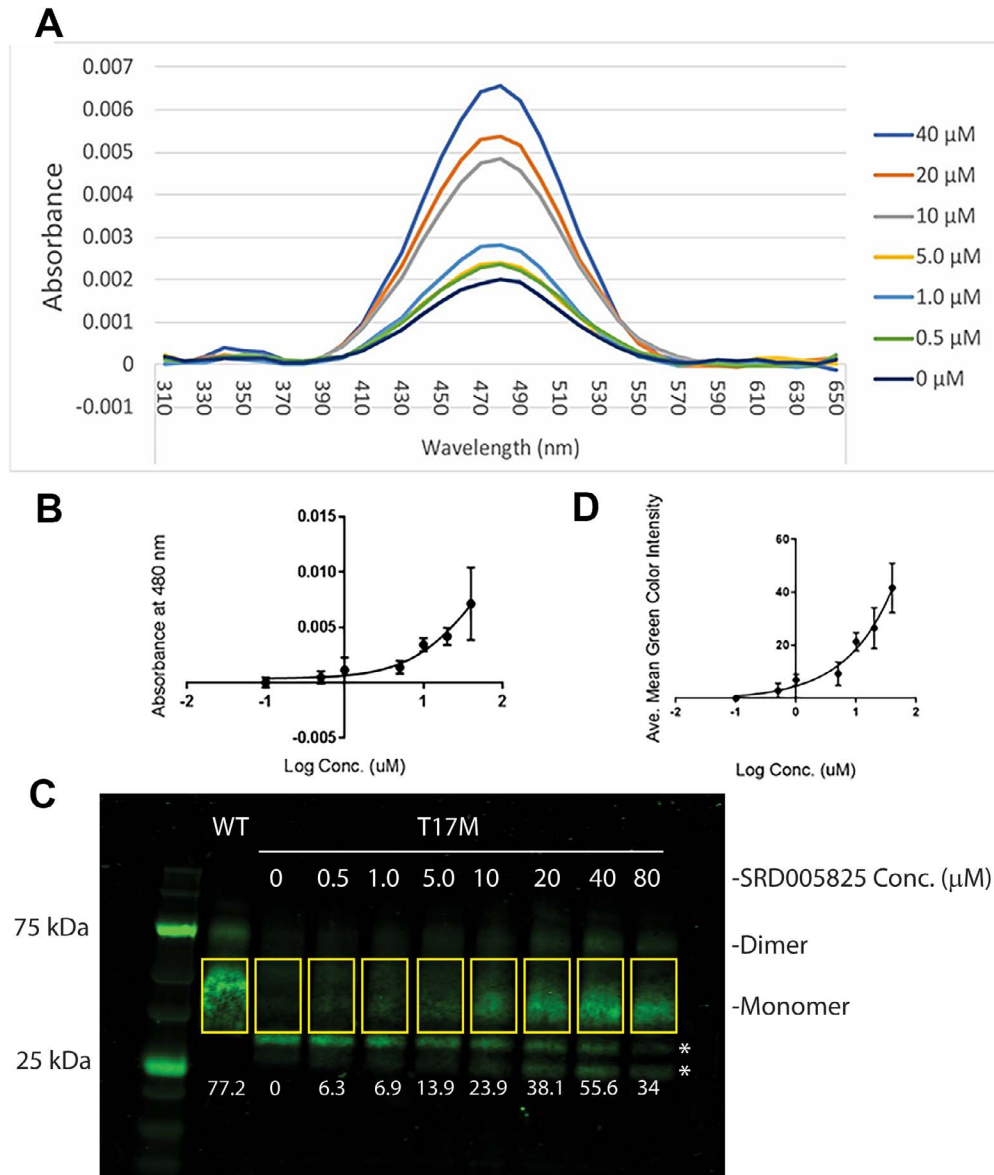 A
0.007
0.006
0.005
0.004
0.003
0.002
0.001
0
-0.001
Absorbance
310 330 350 370 390 410 430 450 470 490 510 530 550 570 590 610 630 650
Wavelength (nm)
40 µM
20 µM
10 µM
5.0 µM
1.0 µM
0.5 µM
0 µM
B
Absorbance at 480 nm
0.015
0.010
0.005
-0.005
-2 -1 1 2
Log Conc. (uM)
D
Ave. Mean Green Color Intensity
60
40
20
-2 -1 0 1 2
Log Conc. (uM)
C
WT T17M
0 0.5 1.0 5.0 10 20 40 80 -SRD005825 Conc. (µM)
75 kDa -Dimer
-Monomer
25 kDa *
*
77.2 0 6.3 6.9 13.9 23.9 38.1 55.6 34